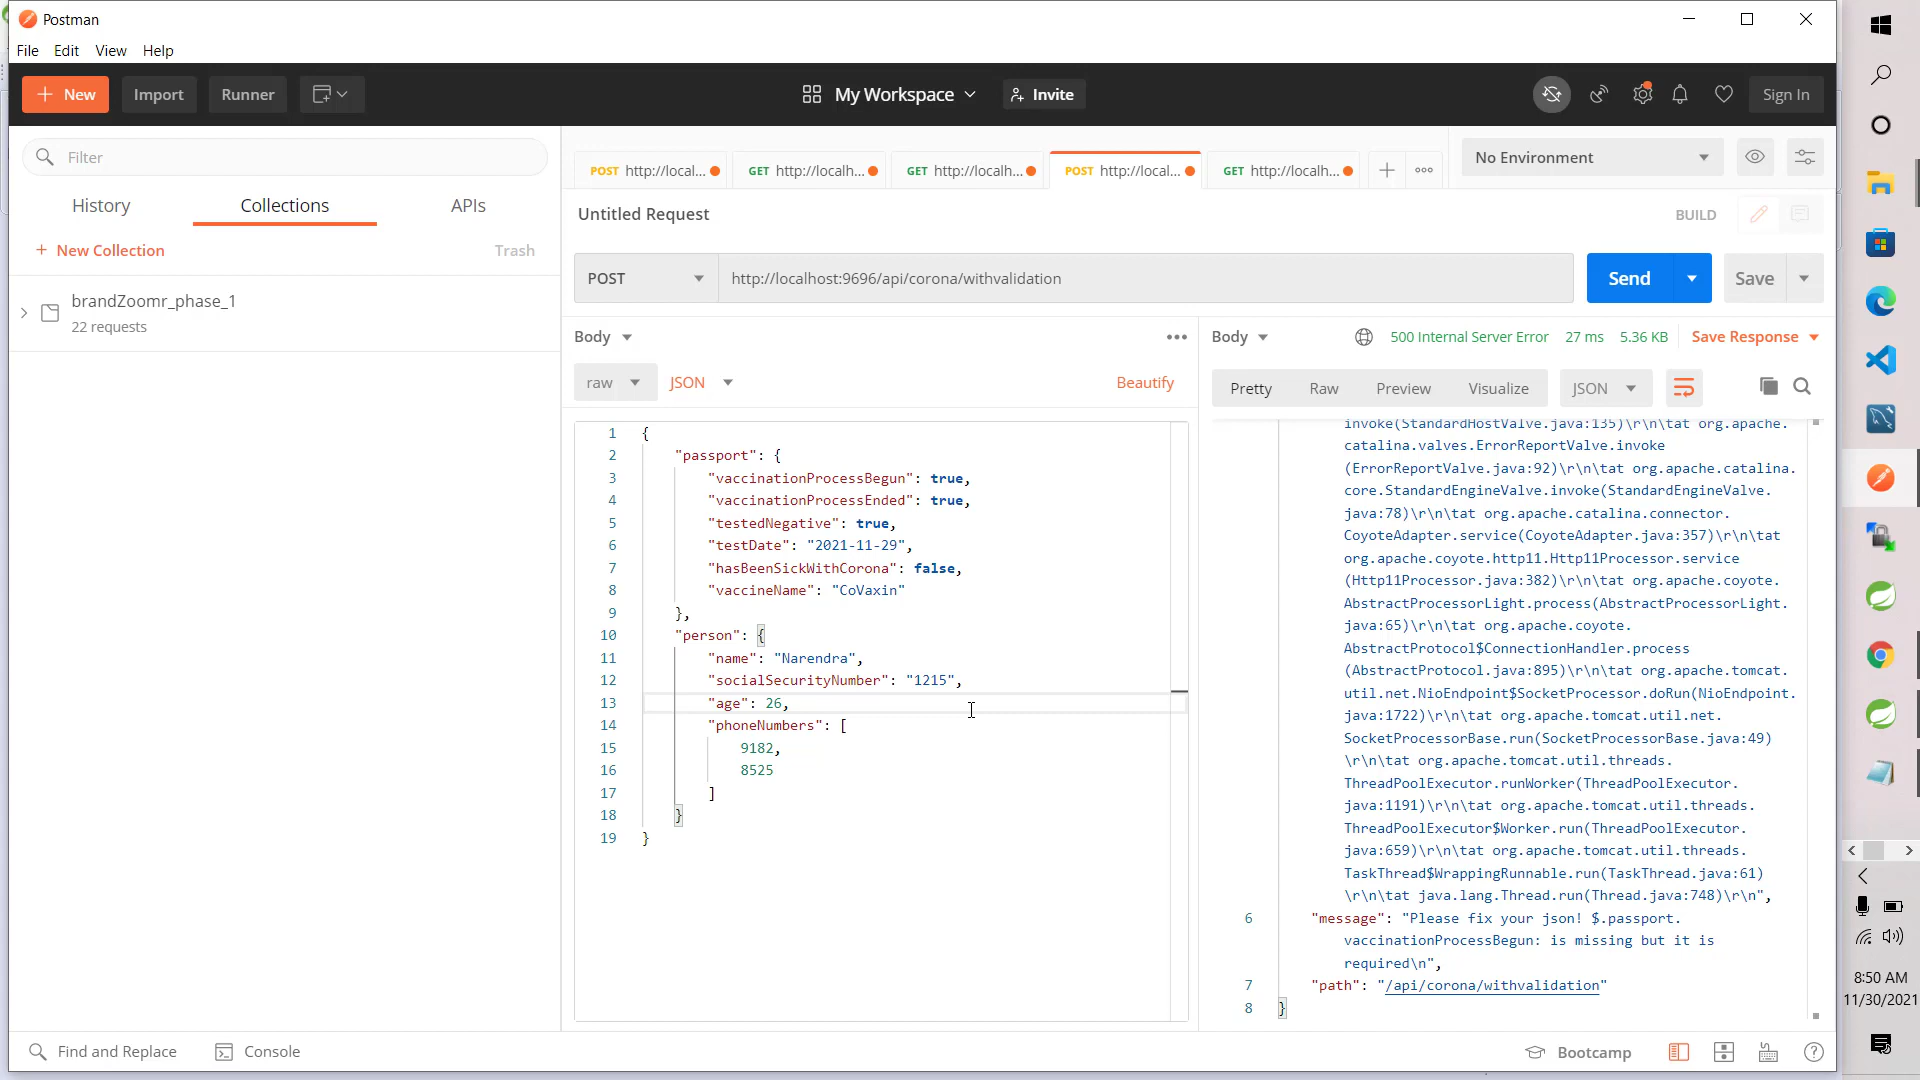 Postman
File Edit View Help
New Import Runner My Workspace Invite Sign In
Filter
History Collections APIs
+ New Collection Trash
brandZoomr_phase_1
22 requests
POST http://local... GET http://localh... GET http://localh... POST http://local... GET http://localh... + ooo
No Environment
Untitled Request BUILD
POST http://localhost:9696/api/corona/withvalidation Send Save
Body
raw JSON Beautify
1 {
2 "passport": {
3 "vaccinationProcessBegun": true,
4 "vaccinationProcessEnded": true,
5 "testedNegative": true,
6 "testDate": "2021-11-29",
7 "hasBeenSickWithCorona": false,
8 "vaccineName": "CoVaxin"
9 },
10 "person": {
11 "name": "Narendra",
12 "socialSecurityNumber": "1215",
13 "age": 26,
14 "phoneNumbers": [
15 9182,
16 8525
17 ]
18 }
19 }
Body 500 Internal Server Error 27 ms 5.36 KB Save Response
Pretty Raw Preview Visualize JSON
invoke(StandardHostValve.java:135)\r\n\tat org.apache.
catalina.valves.ErrorReportValve.invoke
(ErrorReportValve.java:92)\r\n\tat org.apache.catalina.
core.StandardEngineValve.invoke(StandardEngineValve.
java:78)\r\n\tat org.apache.catalina.connector.
CoyoteAdapter.service(CoyoteAdapter.java:357)\r\n\tat
org.apache.coyote.http11.Http11Processor.service
(Http11Processor.java:382)\r\n\tat org.apache.coyote.
AbstractProcessorLight.process(AbstractProcessorLight.
java:65)\r\n\tat org.apache.coyote.
AbstractProtocol$ConnectionHandler.process
(AbstractProtocol.java:895)\r\n\tat org.apache.tomcat.
util.net.NioEndpoint$SocketProcessor.doRun(NioEndpoint.
java:1722)\r\n\tat org.apache.tomcat.util.net.
SocketProcessorBase.run(SocketProcessorBase.java:49)
\r\n\tat org.apache.tomcat.util.threads.
ThreadPoolExecutor.runWorker(ThreadPoolExecutor.
java:1191)\r\n\tat org.apache.tomcat.util.threads.
ThreadPoolExecutor$Worker.run(ThreadPoolExecutor.
java:659)\r\n\tat org.apache.tomcat.util.threads.
TaskThread$WrappingRunnable.run(TaskThread.java:61)
\r\n\tat java.lang.Thread.run(Thread.java:748)\r\n",
6 "message": "Please fix your json! $.passport.
vaccinationProcessBegun: is missing but it is
required\n",
7 "path": "/api/corona/withvalidation"
8 }
Find and Replace Console Bootcamp
8:50 AM
11/30/2021